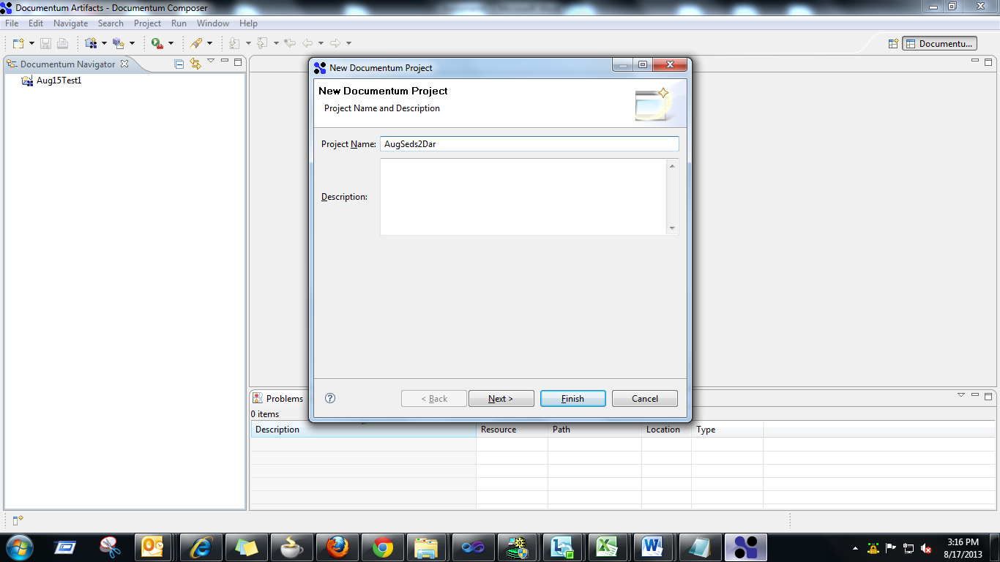 Documentum Artifacts - Documentum Composer
File Edit Navigate Search Project Run Window Help
Documentu...
Documentum Navigator
Aug15Test1
New Documentum Project
New Documentum Project
Project Name and Description
Project Name: AugSeds2Dar
Description:
< Back Next > Finish Cancel
Problems
0 items
Description Resource Path Location Type
3:16 PM
8/17/2013